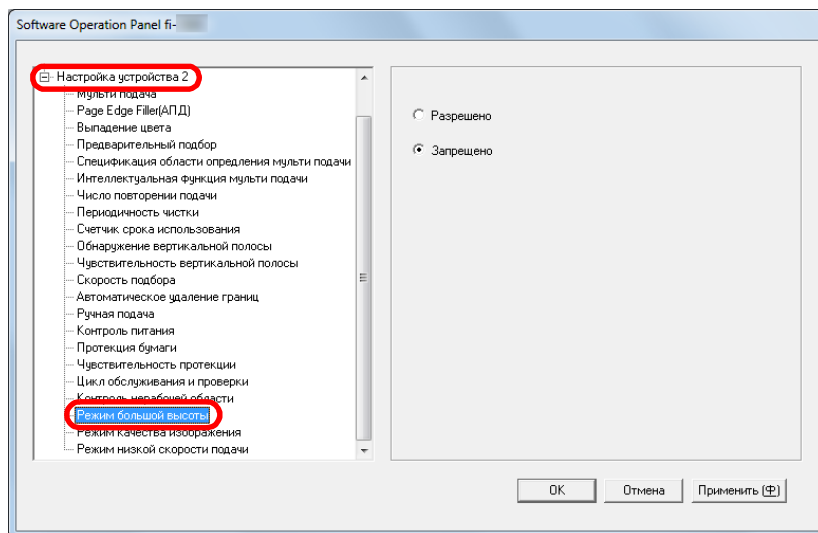 Software Operation Panel fi-
Настройка устройства 2
Мульти подача
Page Edge Filler(АПД)
Выпадение цвета
Предварительный подбор
Спецификация области опредления мульти подачи
Интеллектуальная функция мульти подачи
Число повторении подачи
Периодичность чистки
Счетчик срока использования
Обнаружение вертикальной полосы
Чувствительность вертикальной полосы
Скорость подбора
Автоматическое удаление границ
Ручная подача
Контроль питания
Протекция бумаги
Чувствительность протекции
Цикл обслуживания и проверки
Контроль нерабочей области
Режим большой высоты
Режим качества изображения
Режим низкой скорости подачи
Разрешено
Запрещено
OK
Отмена
Применить (Ф)